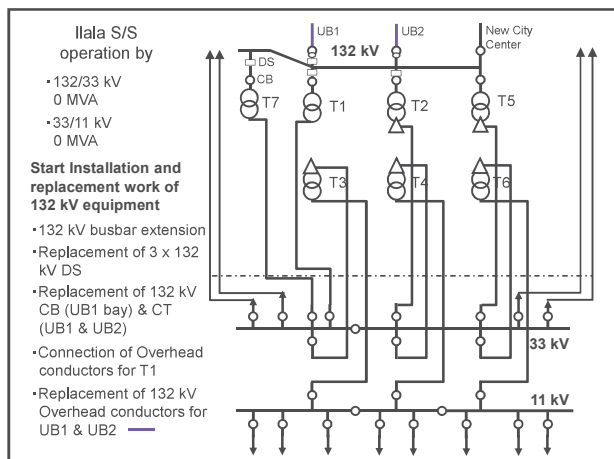 Ilala S/S
operation by
・132/33 kV
0 MVA
・33/11 kV
0 MVA
Start Installation and
replacement work of
132 kV equipment
・132 kV busbar extension
・Replacement of 3 x 132
kV DS
・Replacement of 132 kV
CB (UB1 bay) & CT
(UB1 & UB2)
・Connection of Overhead
conductors for T1
・Replacement of 132 kV
Overhead conductors for
UB1 & UB2
UB1
UB2
New City
Center
132 kV
DS
CB
T7
T1
T2
T5
T3
T4
T6
33 kV
11 kV